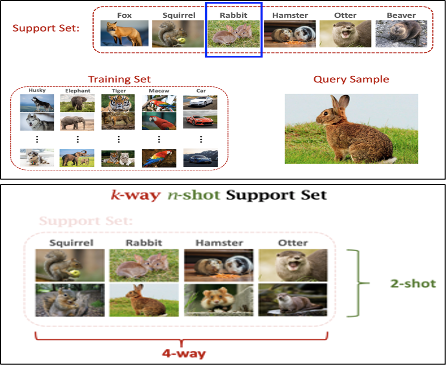 Fox Squirrel Rabbit Hamster Otter Beaver
Support Set:
Training Set
Husky Elephant Tiger Macaw Car
Query Sample
k-way n-shot Support Set
Support Set:
Squirrel Rabbit Hamster Otter
2-shot
4-way